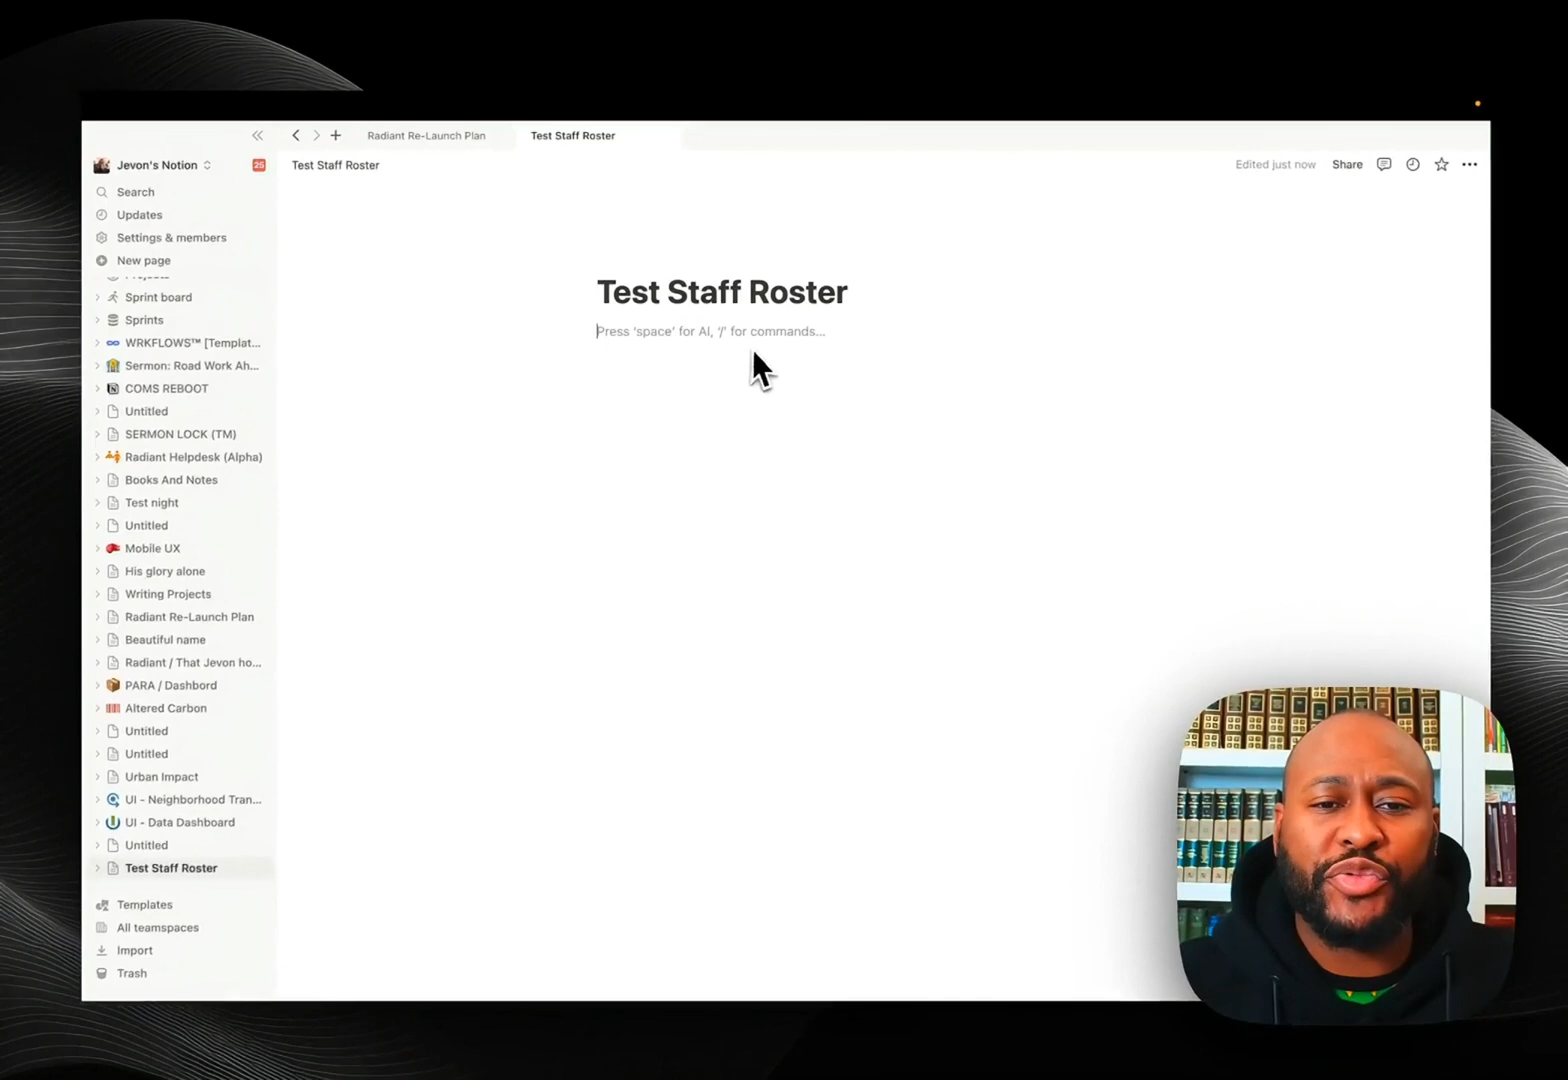 Radiant Re-Launch Plan
Test Staff Roster
Jevon's Notion
25
Test Staff Roster
Edited just now
Share
Search
Updates
Settings & members
New page
Projects
Sprint board
Sprints
WRKFLOWS™ [Templat...
Sermon: Road Work Ah...
COMS REBOOT
Untitled
SERMON LOCK (TM)
Radiant Helpdesk (Alpha)
Books And Notes
Test night
Untitled
Mobile UX
His glory alone
Writing Projects
Radiant Re-Launch Plan
Beautiful name
Radiant / That Jevon ho...
PARA / Dashbord
Altered Carbon
Untitled
Untitled
Urban Impact
UI - Neighborhood Tran...
UI - Data Dashboard
Untitled
Test Staff Roster
Templates
All teamspaces
Import
Trash
Test Staff Roster
Press ‘space’ for AI, ‘/’ for commands...